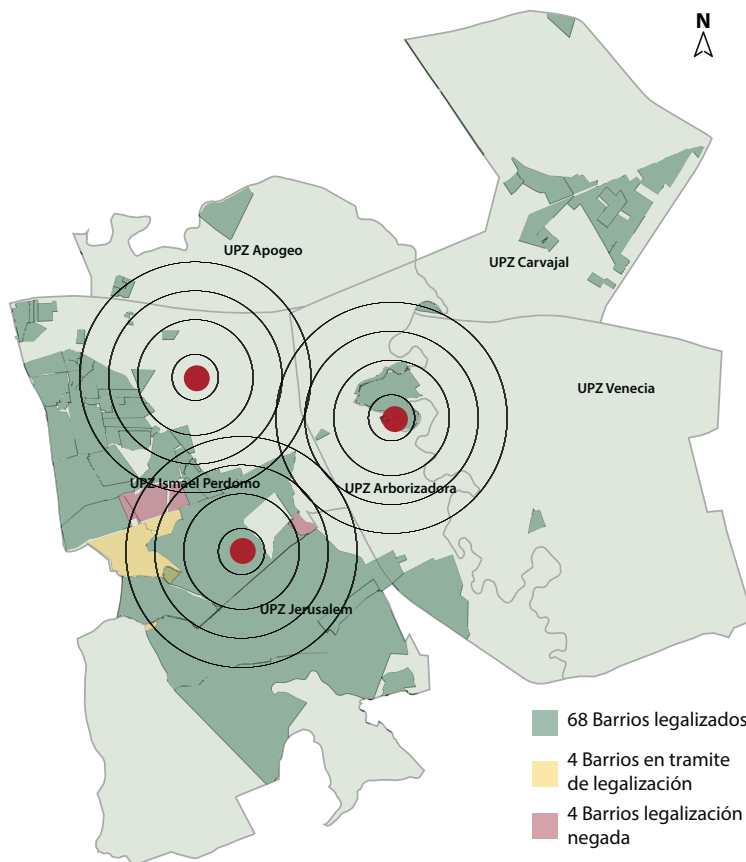 N
UPZ Apogeo
UPZ Carvajal
UPZ Venecia
UPZ Ismael Perdomo
UPZ Arborizadora
UPZ Jerusalem
68 Barrios legalizados
4 Barrios en tramite
de legalización
4 Barrios legalización
negada